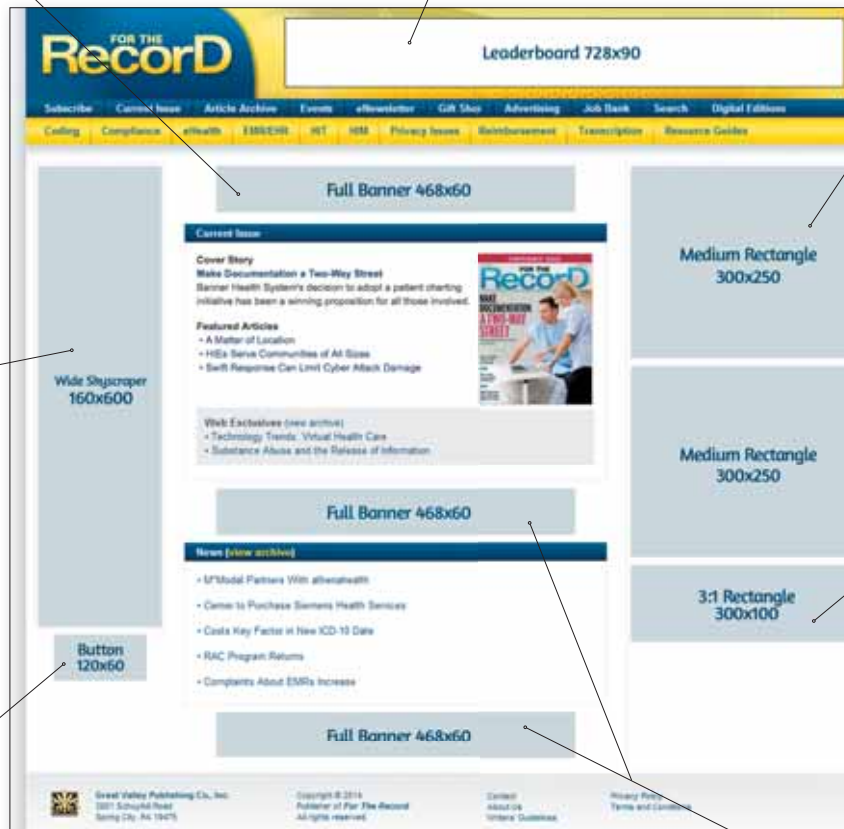 FOR THE
RecorD
Leaderboard 728x90
Subscribe Current Issue Article Archive Events eNewsletter Gift Shop Advertising Job Bank Search Digital Editions
Coding Compliance eHealth EMR/EHR HIT HIM Privacy Issues Reimbursement Transcription Resource Guides
Wide Skyscraper
160x600
Button
120x60
Full Banner 468x60
Current Issue
Cover Story
Make Documentation a Two-Way Street
Banner Health System's decision to adopt a patient charting
initiative has been a winning proposition for all those involved.
Featured Articles
• A Matter of Location
• HIEs Serve Communities of All Sizes
• Swift Response Can Limit Cyber Attack Damage
FOR THE
RecorD
MAKE
DOCUMENTATION
A TWO-WAY
STREET
Web Exclusives (view archive)
• Technology Trends: Virtual Health Care
• Substance Abuse and the Release of Information
Full Banner 468x60
News (view archive)
• M*Modal Partners With athenahealth
• Cerner to Purchase Siemens Health Services
• Costs Key Factor in New ICD-10 Date
• RAC Program Returns
• Complaints About EMRs Increase
Full Banner 468x60
Medium Rectangle
300x250
Medium Rectangle
300x250
3:1 Rectangle
300x100
Great Valley Publishing Co., Inc.
3801 Schuylkill Road
Spring City, PA 19475
Copyright © 2014
Publisher of For The Record
All rights reserved.
Contact
About Us
Writers' Guidelines
Privacy Policy
Terms and Conditions